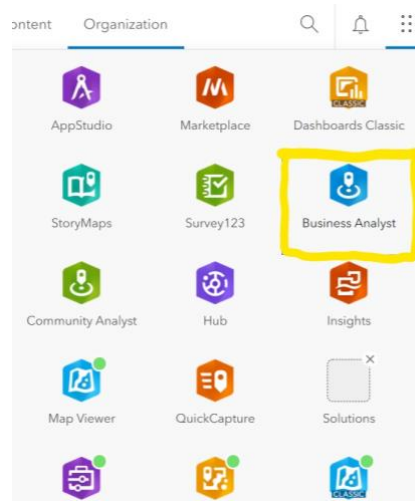 ontent Organization
AppStudio Marketplace Dashboards Classic
CLASSIC
StoryMaps Survey123 Business Analyst
Community Analyst Hub Insights
Map Viewer QuickCapture Solutions
CLASSIC